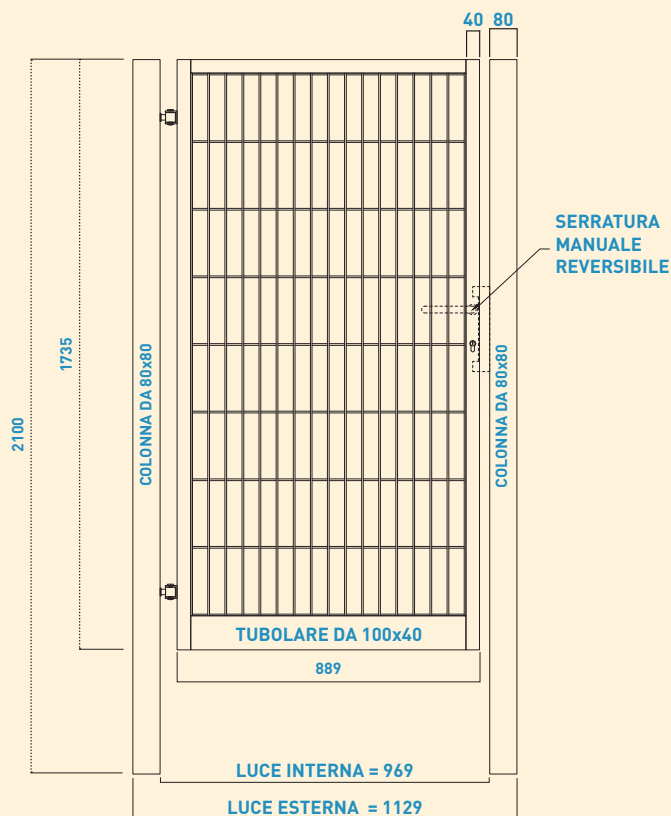 40 80
SERRATURA
MANUALE
REVERSIBILE
1735
2100
COLONNA DA 80x80
COLONNA DA 80x80
TUBOLARE DA 100x40
889
LUCE INTERNA = 969
LUCE ESTERNA = 1129